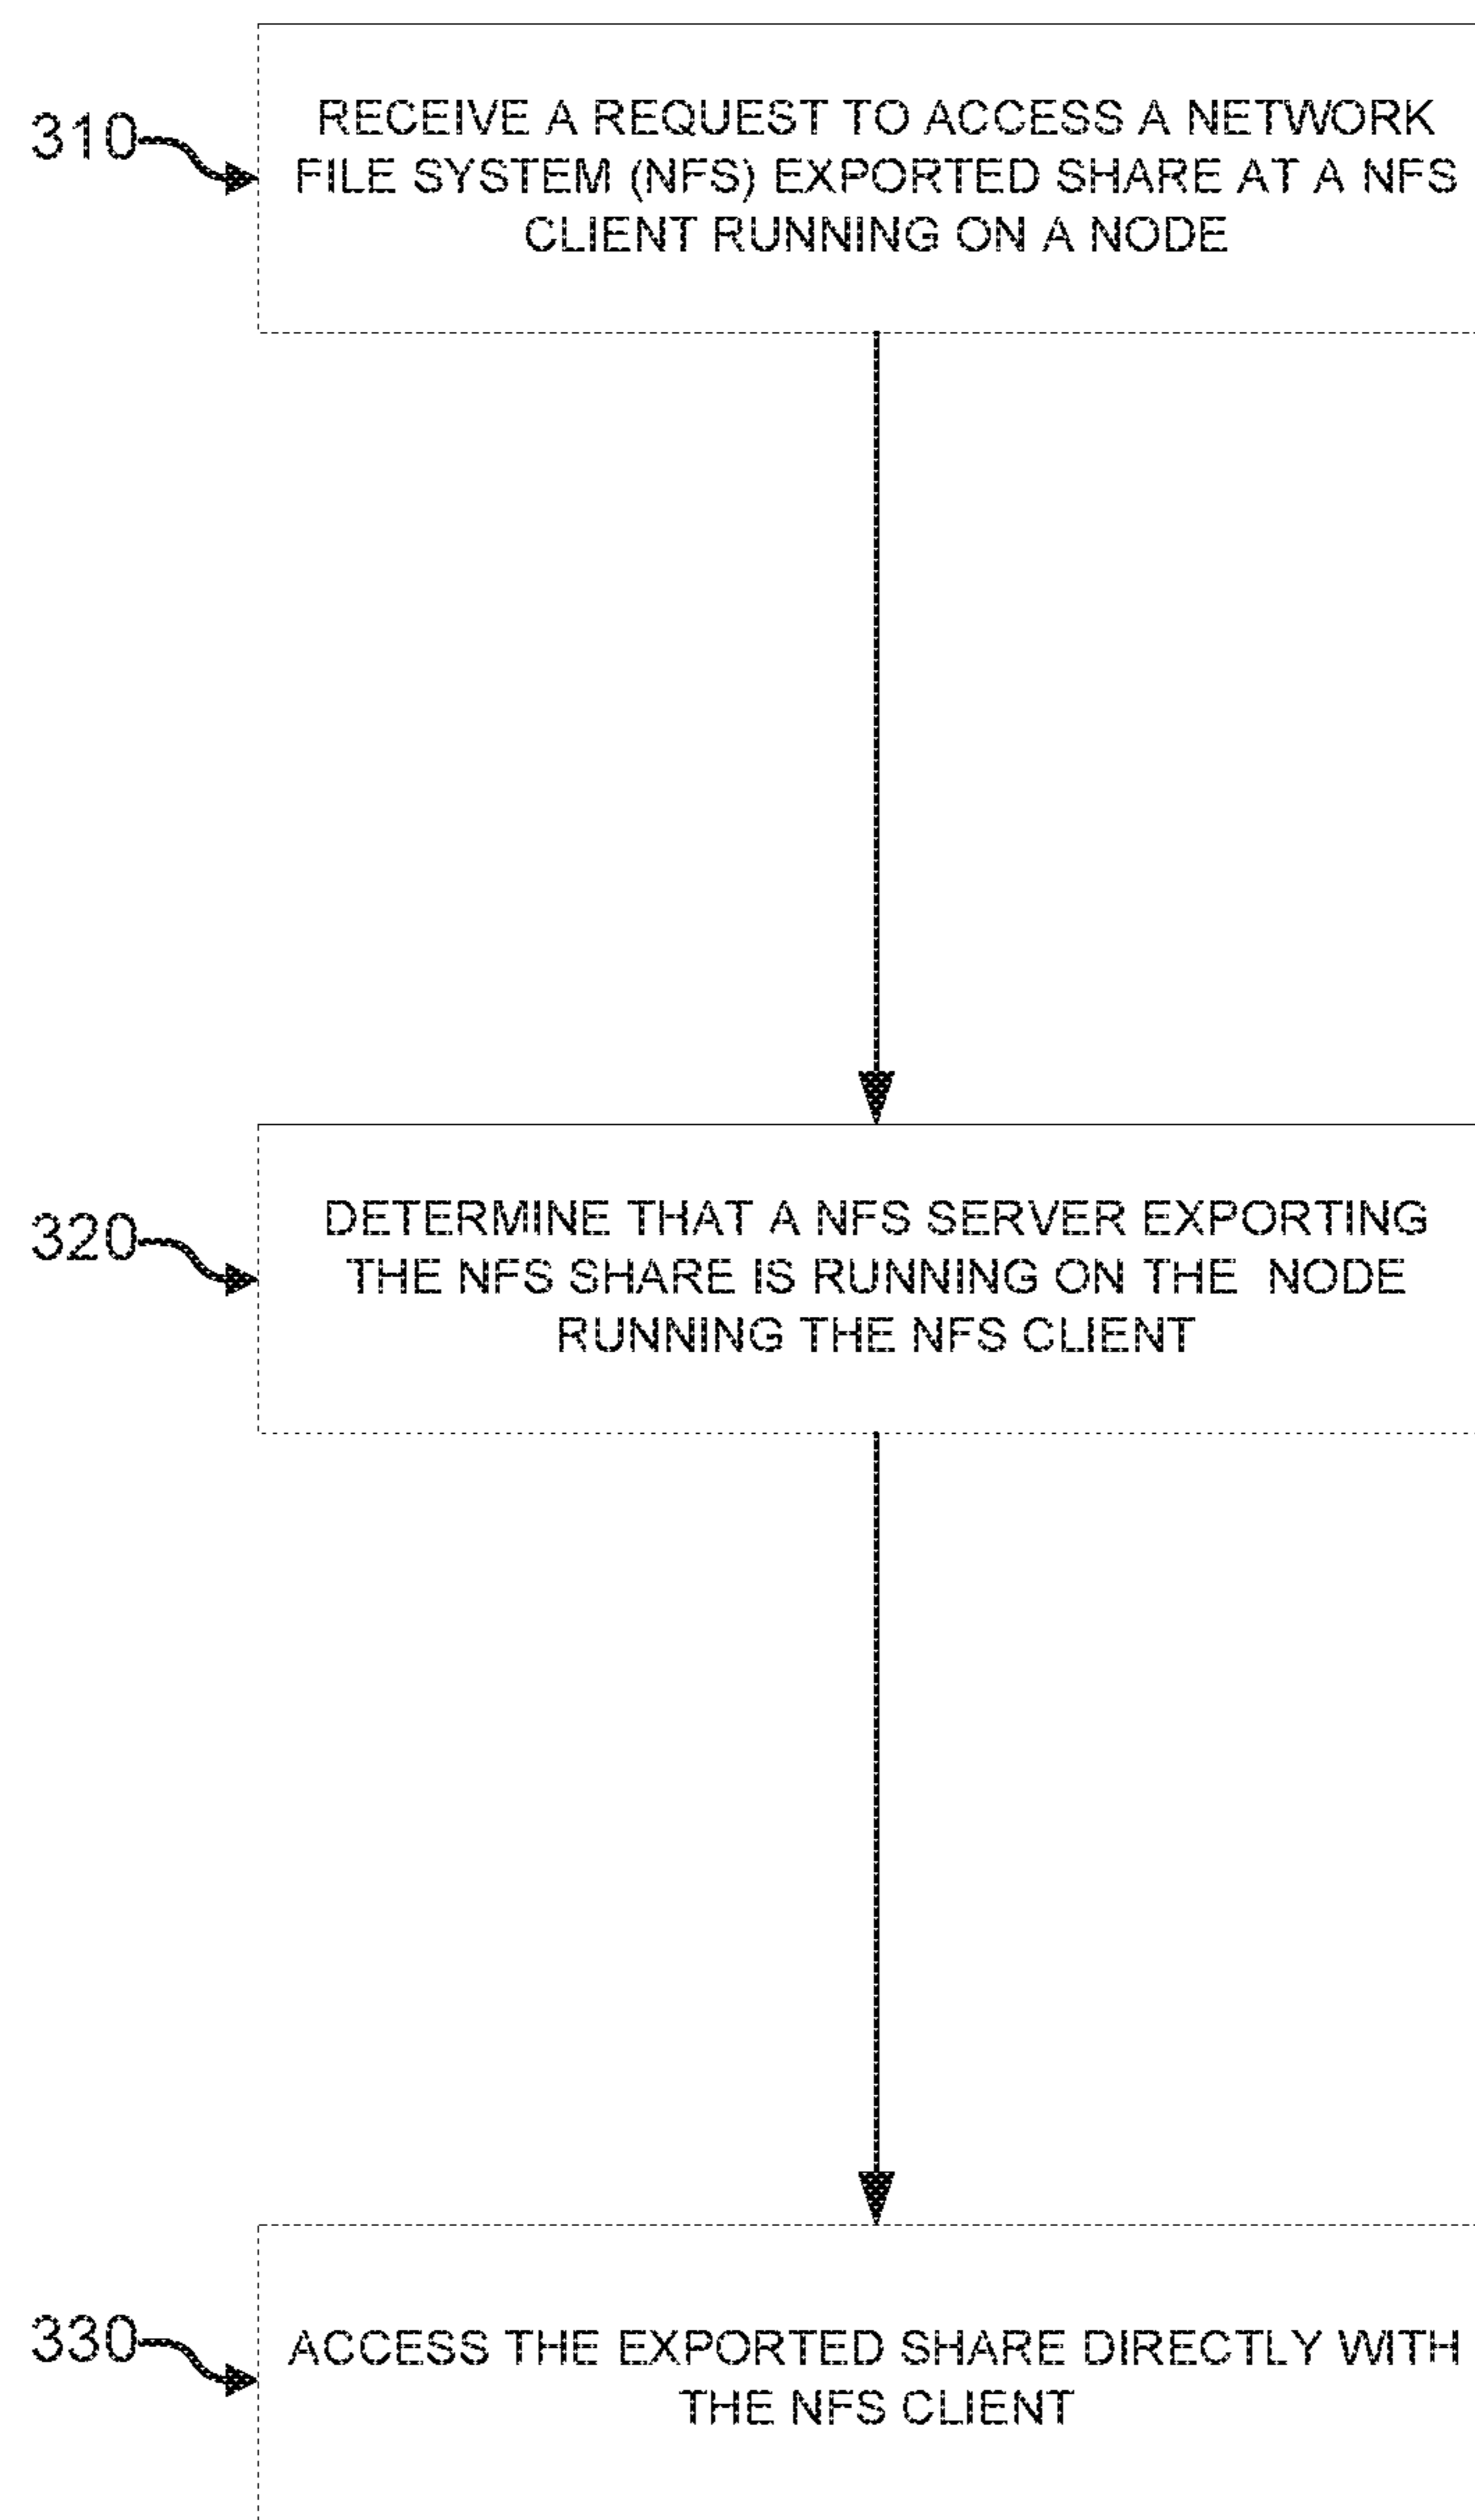 310
RECEIVE A REQUEST TO ACCESS A NETWORK
FILE SYSTEM (NFS) EXPORTED SHARE AT A NFS
CLIENT RUNNING ON A NODE
320
DETERMINE THAT A NFS SERVER EXPORTING
THE NFS SHARE IS RUNNING ON THE NODE
RUNNING THE NFS CLIENT
330
ACCESS THE EXPORTED SHARE DIRECTLY WITH
THE NFS CLIENT